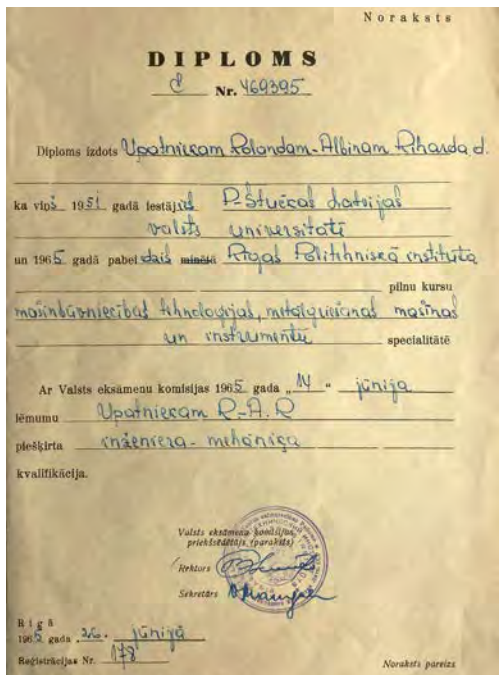 Noraksts
DIPLOMS
C Nr. 469395
Diploms izdots Upatniecam Rolandam-Albinam Riharda d.
ka viņš 1951 gadā iestājies P. Stučkas Latvijas
valsts universitātē
un 1965 gadā pabeidzis minētā Rīgas Politehniskā institūta
pilnu kursu
mašīnbūvniecības tehnoloģijas, metālgriešanas mašīnas
un instrumenti specialitātē
Ar Valsts eksāmenu komisijas 1965 gada „14" jūnija
lēmumu Upatniecam R-A. R
piešķirta inženiera-mehāniķa
kvalifikācija.
Valsts eksāmenu komisijas
priekšsēdētājs (paraksts)
Rektors
Sekretārs
Rīgā
1965 gada 26. jūnijā
Reģistrācijas Nr. 178
Noraksts pareizs